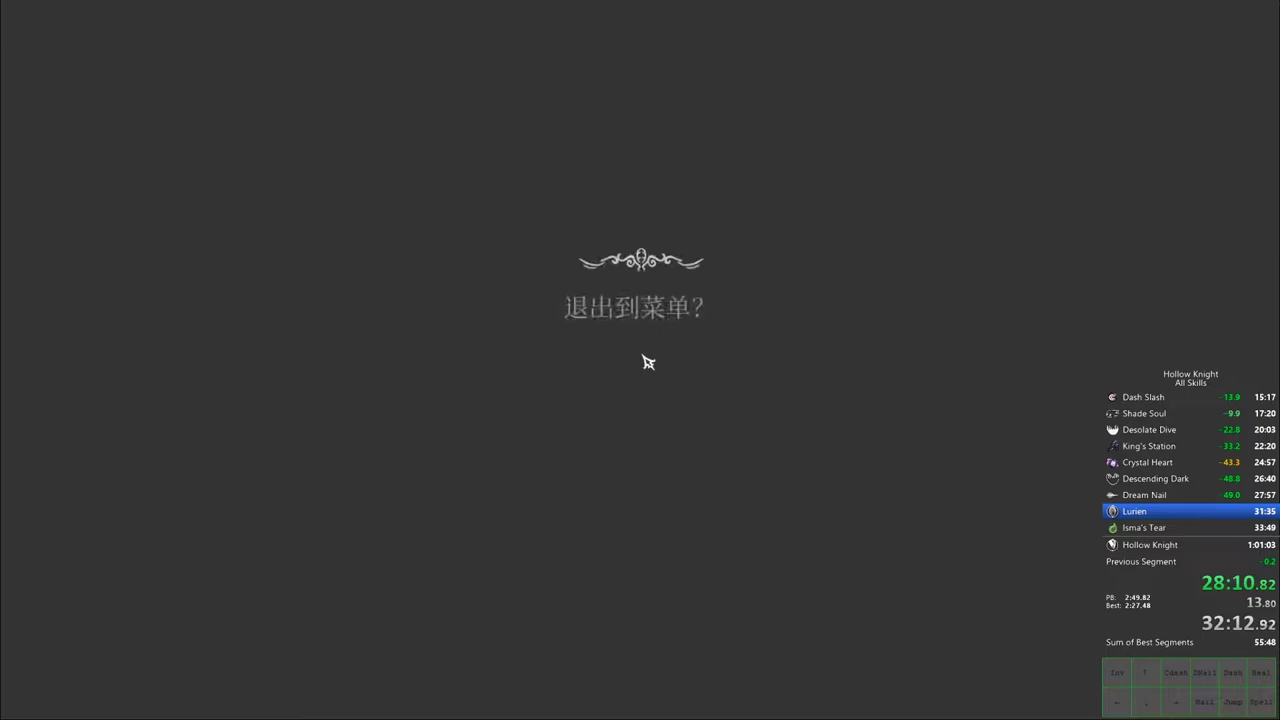 退出到菜单?
Hollow Knight
All Skills
Dash Slash -13.9 15:17
Shade Soul -9.9 17:20
Desolate Dive -22.8 20:03
King's Station -33.2 22:20
Crystal Heart -43.3 24:57
Descending Dark -48.8 26:40
Dream Nail -49.0 27:57
Lurien 31:35
Isma's Tear 33:49
Hollow Knight 1:01:03
Previous Segment -0.2
28:10.82
PB: 2:49.82 13.80
Best: 2:27.48
32:12.92
Sum of Best Segments 55:48
Inv ↑ Cdash DNail Dash Heal
← ↓ → Nail Jump Spell